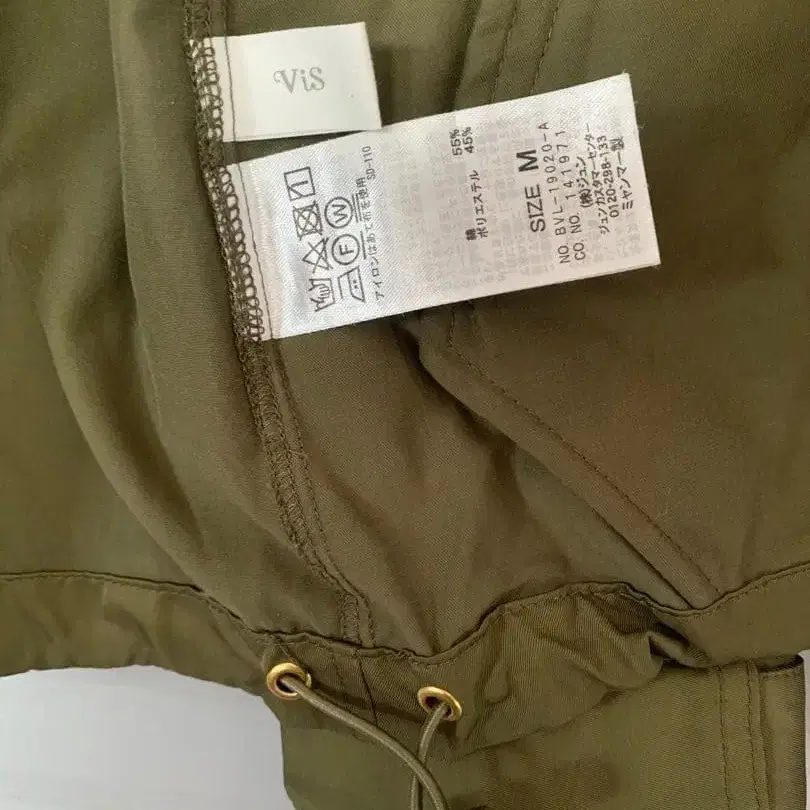 ViS
綿 55%
ポリエステル 45%
SIZE M
NO. BVL-19020-A
CO. NO. 141971
(株)ジュン
ジュンカスタマーセンター
0120-298-133
ミャンマー製
F W
アイロンはあて布を使用 SD-110